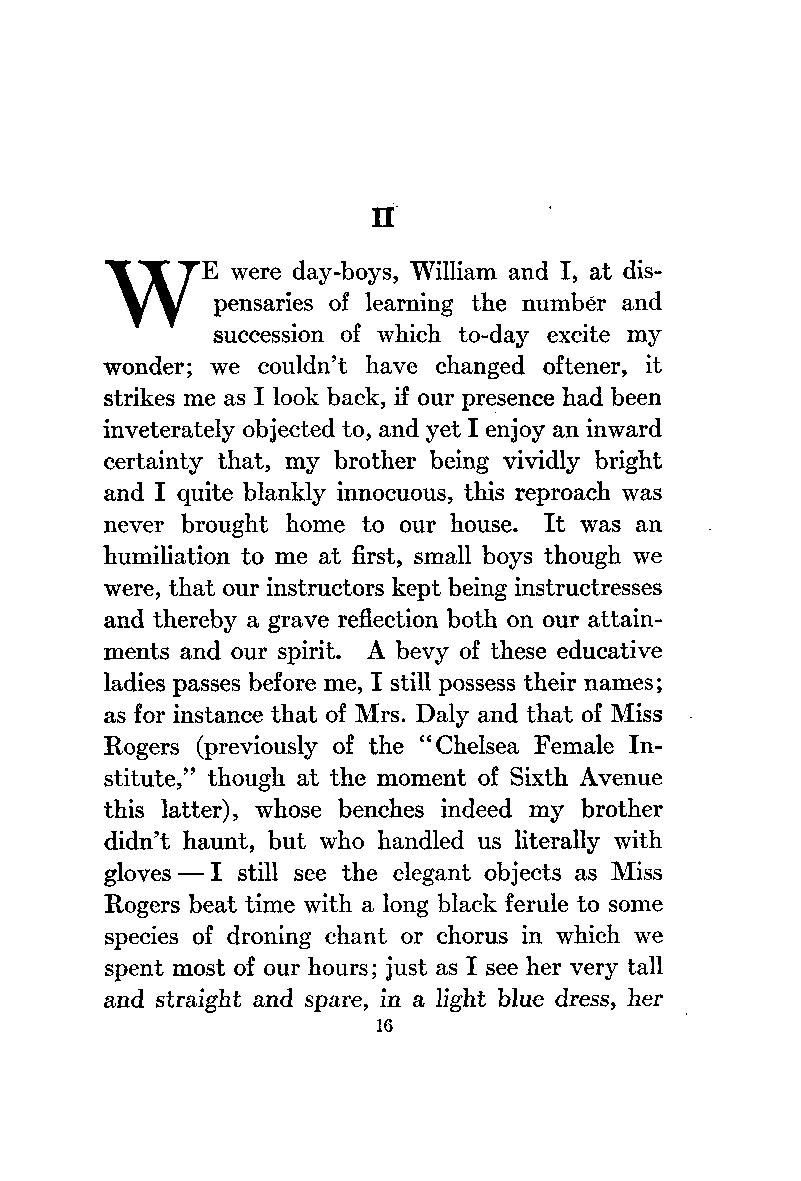 II
WE were day-boys, William and I, at dis-
pensaries of learning the number and
succession of which to-day excite my
wonder; we couldn't have changed oftener, it
strikes me as I look back, if our presence had been
inveterately objected to, and yet I enjoy an inward
certainty that, my brother being vividly bright
and I quite blankly innocuous, this reproach was
never brought home to our house. It was an
humiliation to me at first, small boys though we
were, that our instructors kept being instructresses
and thereby a grave reflection both on our attain-
ments and our spirit. A bevy of these educative
ladies passes before me, I still possess their names;
as for instance that of Mrs. Daly and that of Miss
Rogers (previously of the “Chelsea Female In-
stitute,” though at the moment of Sixth Avenue
this latter), whose benches indeed my brother
didn't haunt, but who handled us literally with
gloves — I still see the elegant objects as Miss
Rogers beat time with a long black ferule to some
species of droning chant or chorus in which we
spent most of our hours; just as I see her very tall
and straight and spare, in a light blue dress, her
16